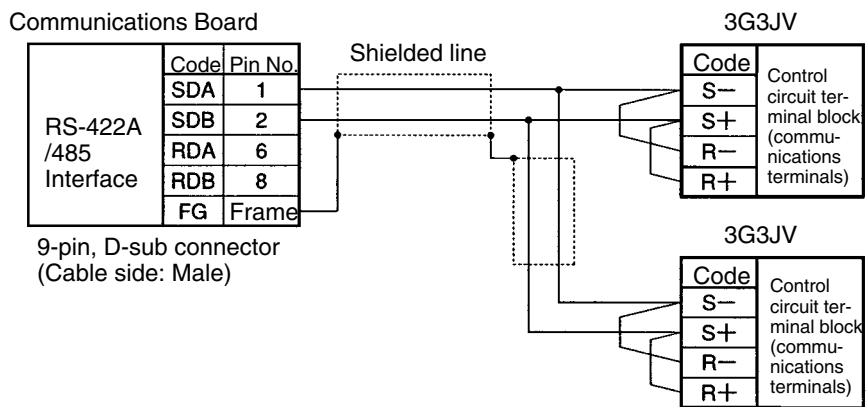 Communications Board
Code Pin No.
SDA 1
SDB 2
RDA 6
RDB 8
FG Frame
RS-422A
/485
Interface
9-pin, D-sub connector
(Cable side: Male)
Shielded line
3G3JV
Code
S−
S+
R−
R+
Control
circuit ter-
minal block
(commu-
nications
terminals)
3G3JV
Code
S−
S+
R−
R+
Control
circuit ter-
minal block
(commu-
nications
terminals)